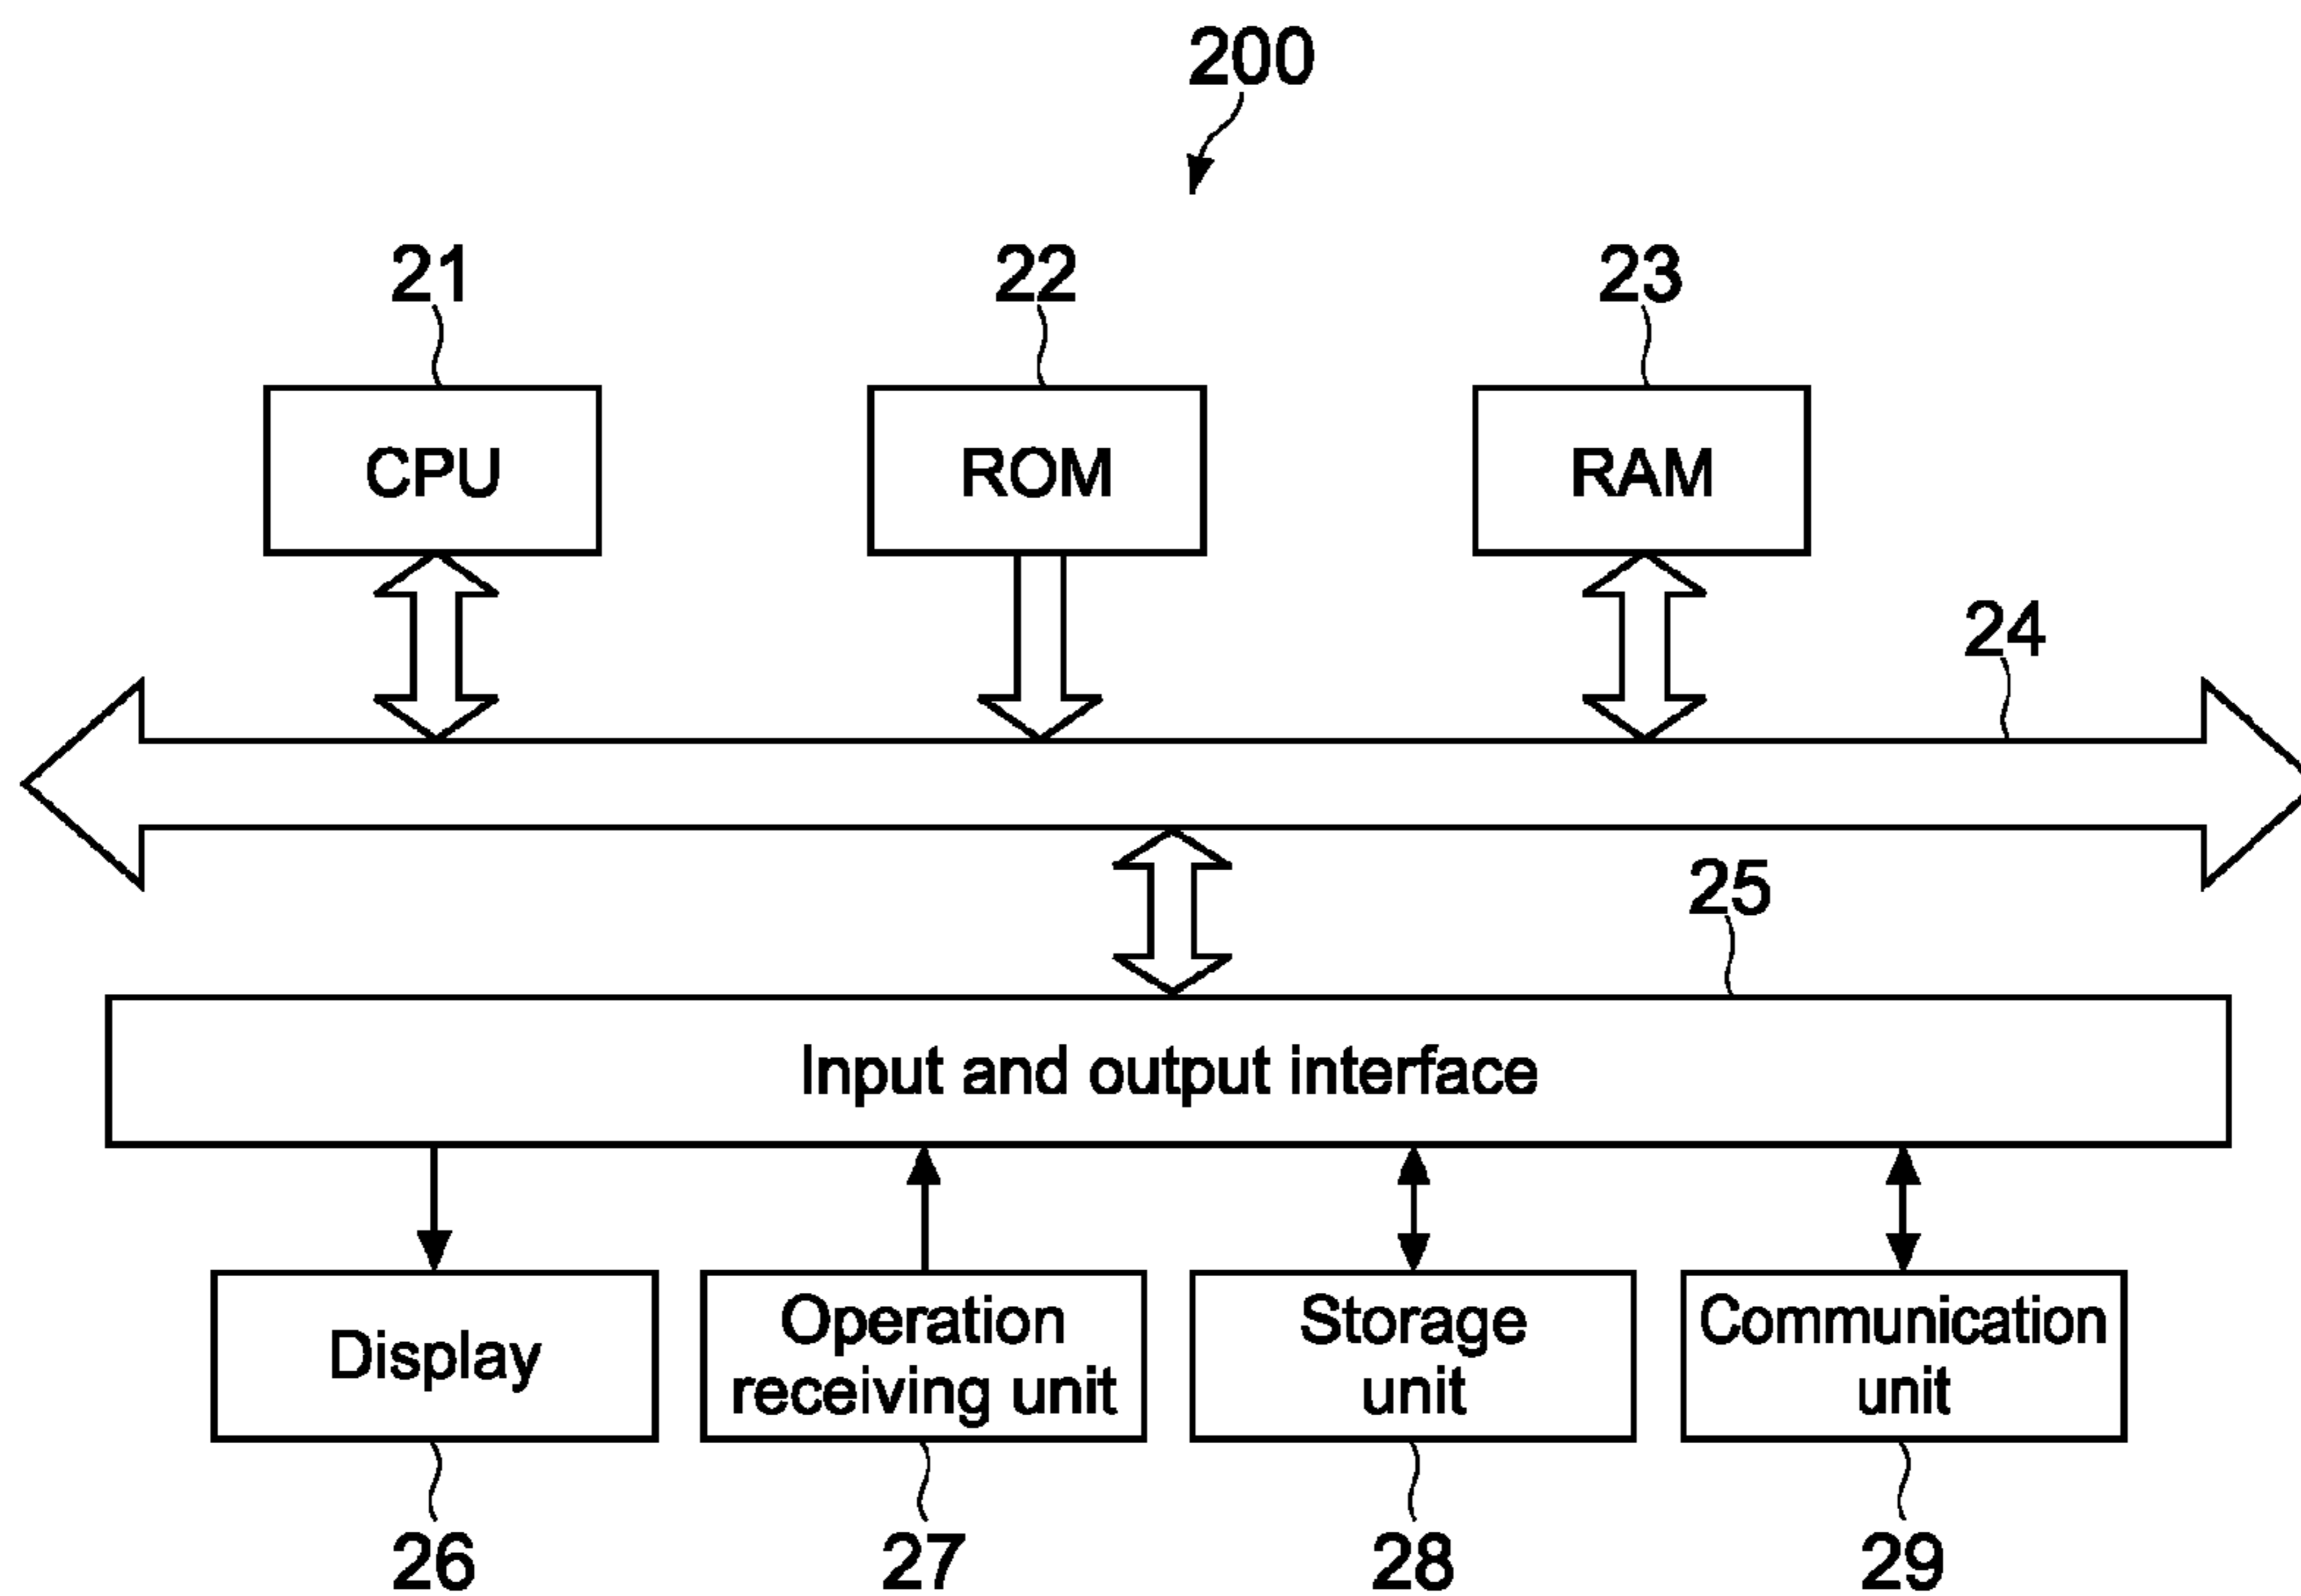 200
21
22
23
CPU
ROM
RAM
24
25
Input and output interface
Display
Operation
receiving unit
Storage
unit
Communication
unit
26
27
28
29